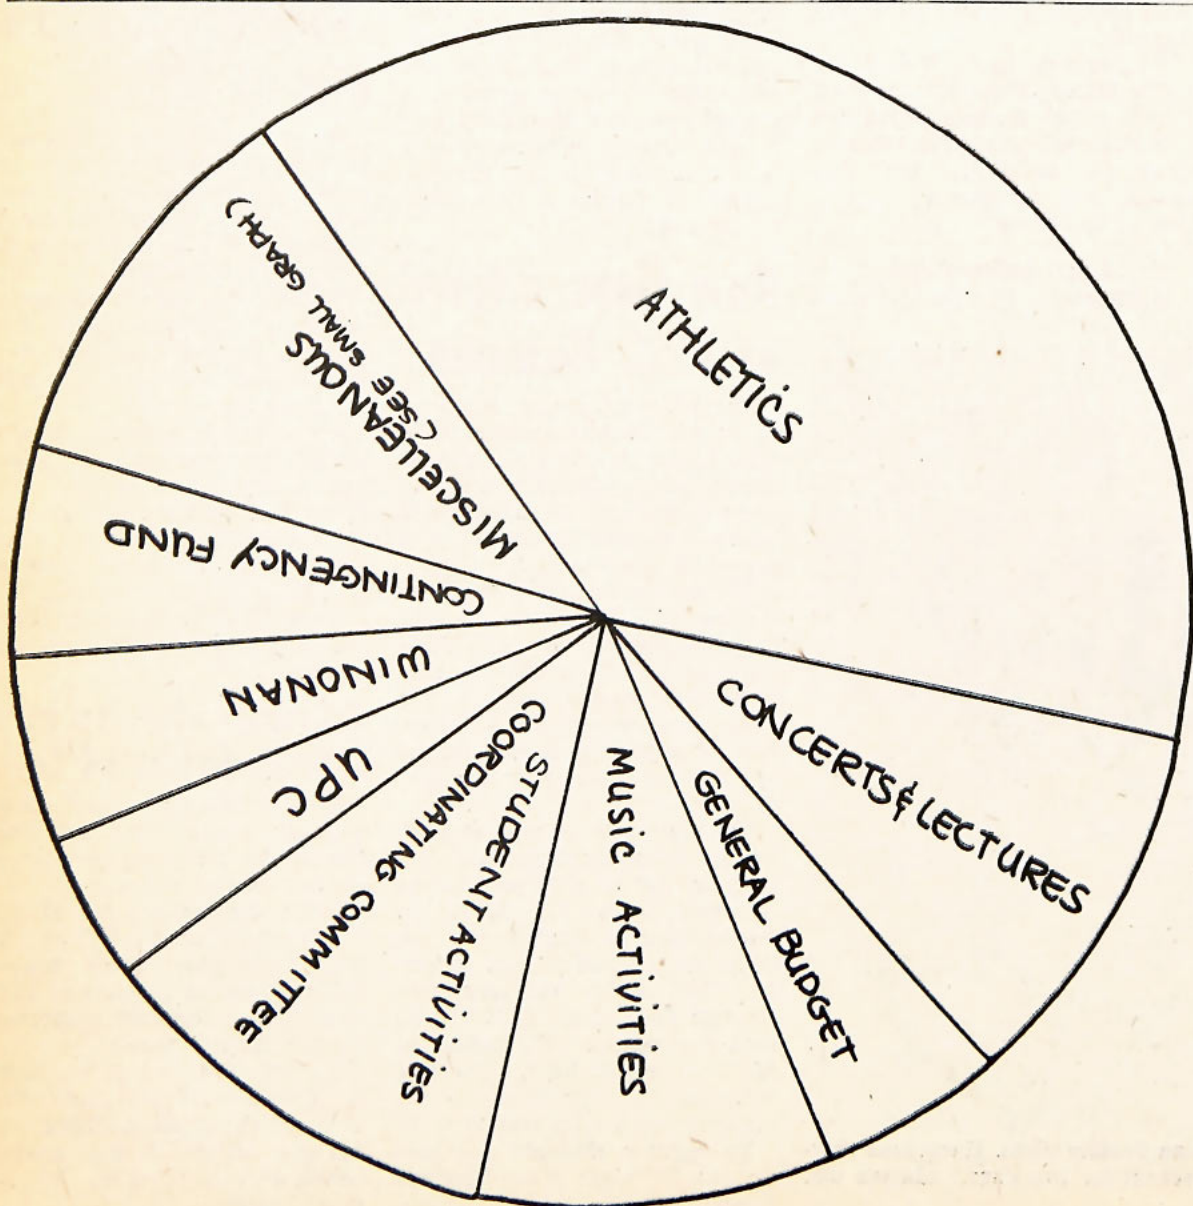 ATHLETICS
CONCERTS & LECTURES
GENERAL BUDGET
MUSIC ACTIVITIES
STUDENT ACTIVITIES
COORDINATING COMMITTEE
UPC
WINONAN
CONTINGENCY FUND
MISCELLEANOUS
(SEE SMALL GRAPH)